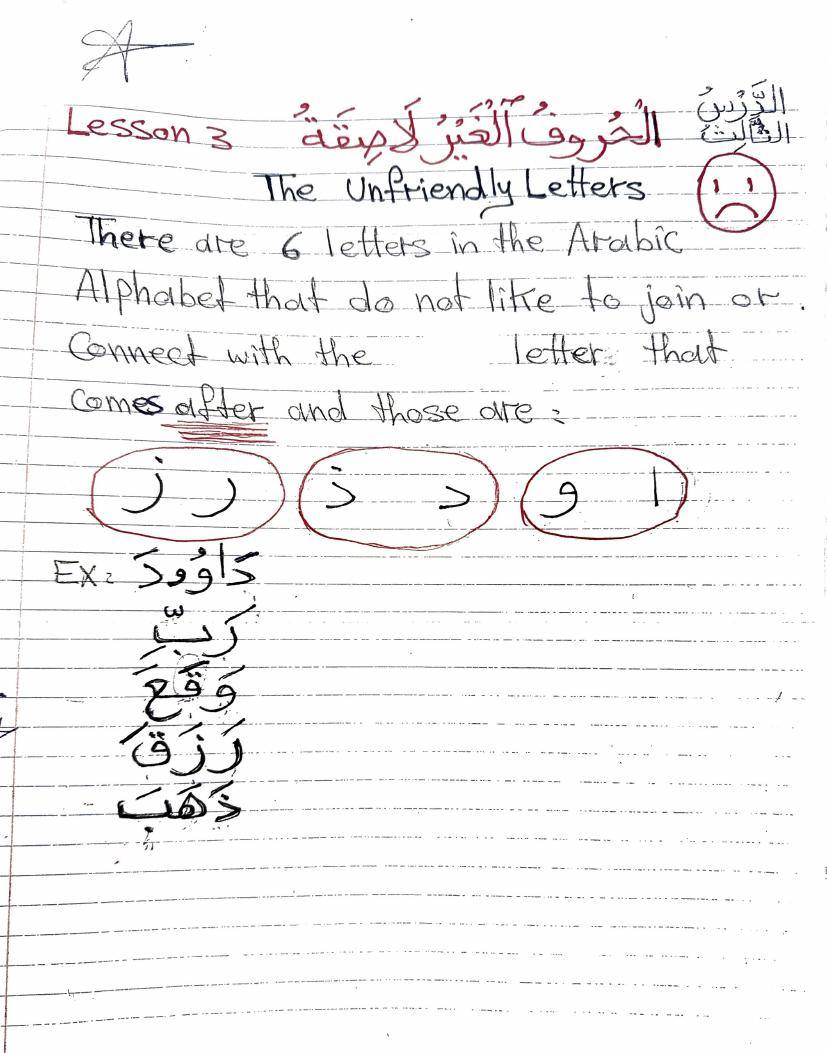 Lesson 3 الْحُرُوفُ ٱلْغَيْرُ لَاصِقَةُ الدَّرْسُ
الثَّالِثُ
The Unfriendly Letters
There are 6 letters in the Arabic
Alphabet that do not like to join or
Connect with the letter that
comes after and those are:
ا و د ذ ر ز
Ex: دَاوُودَ
رَبِّ
وَقَعَ
رَزَقَ
ذَهَبَ